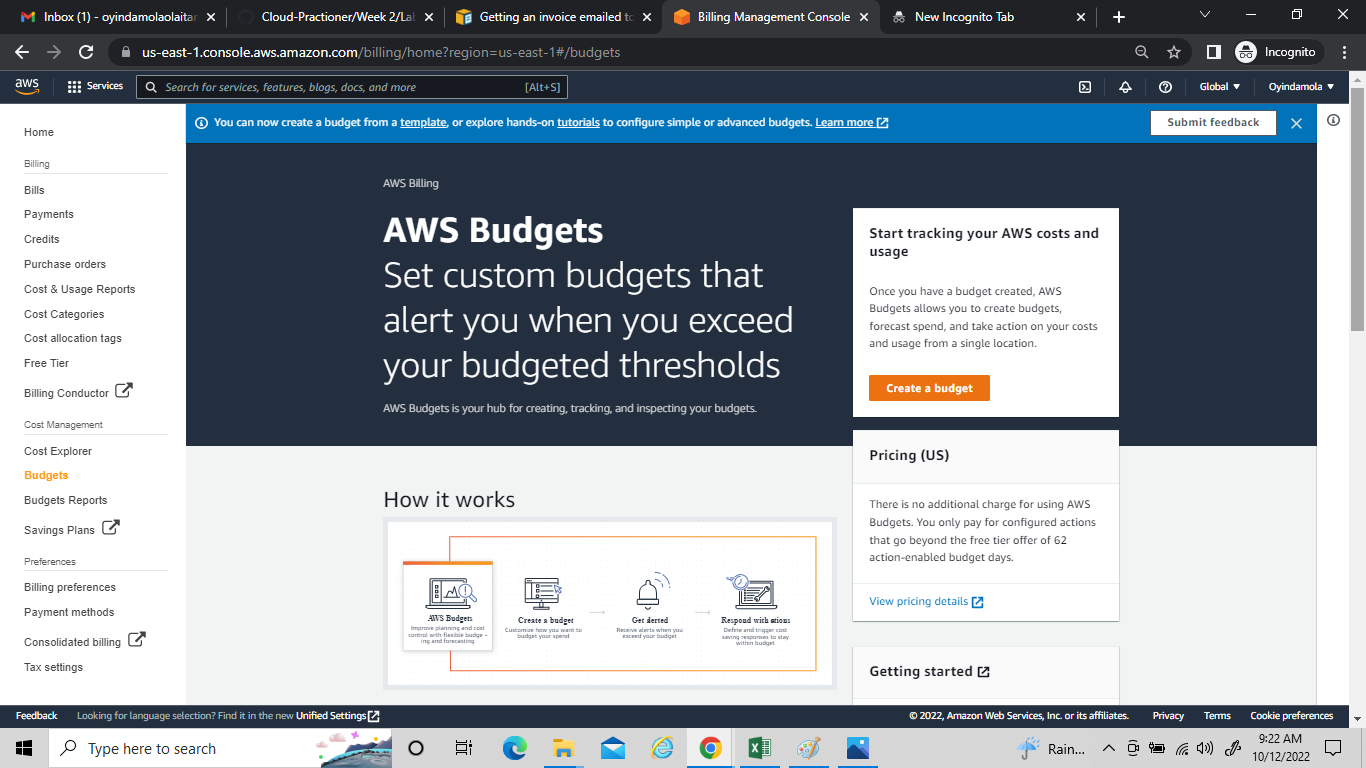 Inbox (1) - oyindamolaolaitan
Cloud-Practioner/Week 2/La
Getting an invoice emailed to
Billing Management Console
New Incognito Tab
us-east-1.console.aws.amazon.com/billing/home?region=us-east-1#/budgets
Incognito
aws
Services
Search for services, features, blogs, docs, and more
[Alt+S]
Global
Oyindamola
Home
Billing
Bills
Payments
Credits
Purchase orders
Cost & Usage Reports
Cost Categories
Cost allocation tags
Free Tier
Billing Conductor
Cost Management
Cost Explorer
Budgets
Budgets Reports
Savings Plans
Preferences
Billing preferences
Payment methods
Consolidated billing
Tax settings
You can now create a budget from a template, or explore hands-on tutorials to configure simple or advanced budgets. Learn more
Submit feedback
AWS Billing
AWS Budgets
Set custom budgets that
alert you when you exceed
your budgeted thresholds
AWS Budgets is your hub for creating, tracking, and inspecting your budgets.
Start tracking your AWS costs and
usage
Once you have a budget created, AWS
Budgets allows you to create budgets,
forecast spend, and take action on your costs
and usage from a single location.
Create a budget
Pricing (US)
There is no additional charge for using AWS
Budgets. You only pay for configured actions
that go beyond the free tier offer of 62
action-enabled budget days.
View pricing details
Getting started
How it works
AWS Budgets
Improve planning and cost
control with flexible budge -
ing and forecasting
Create a budget
Customize how you want to
budget your spend
Get alerted
Receive alerts when you
exceed your budget
Respond with actions
Define and trigger cost
saving responses to stay
within budget
Feedback
Looking for language selection? Find it in the new Unified Settings
© 2022, Amazon Web Services, Inc. or its affiliates.
Privacy
Terms
Cookie preferences
Type here to search
Rain...
9:22 AM
10/12/2022